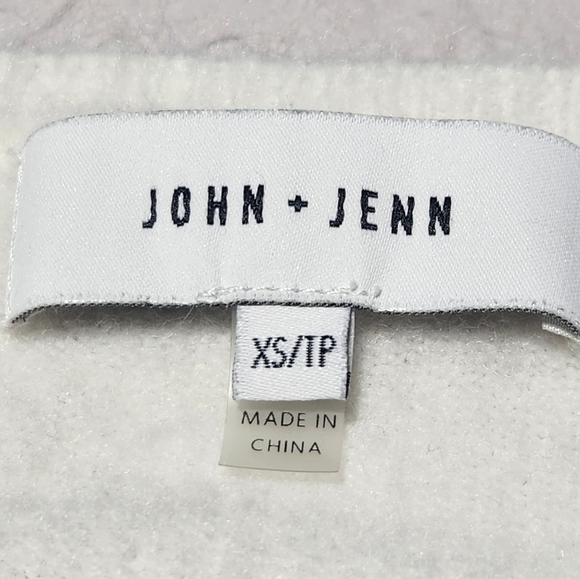 JOHN + JENN
XS/TP
MADE IN
CHINA